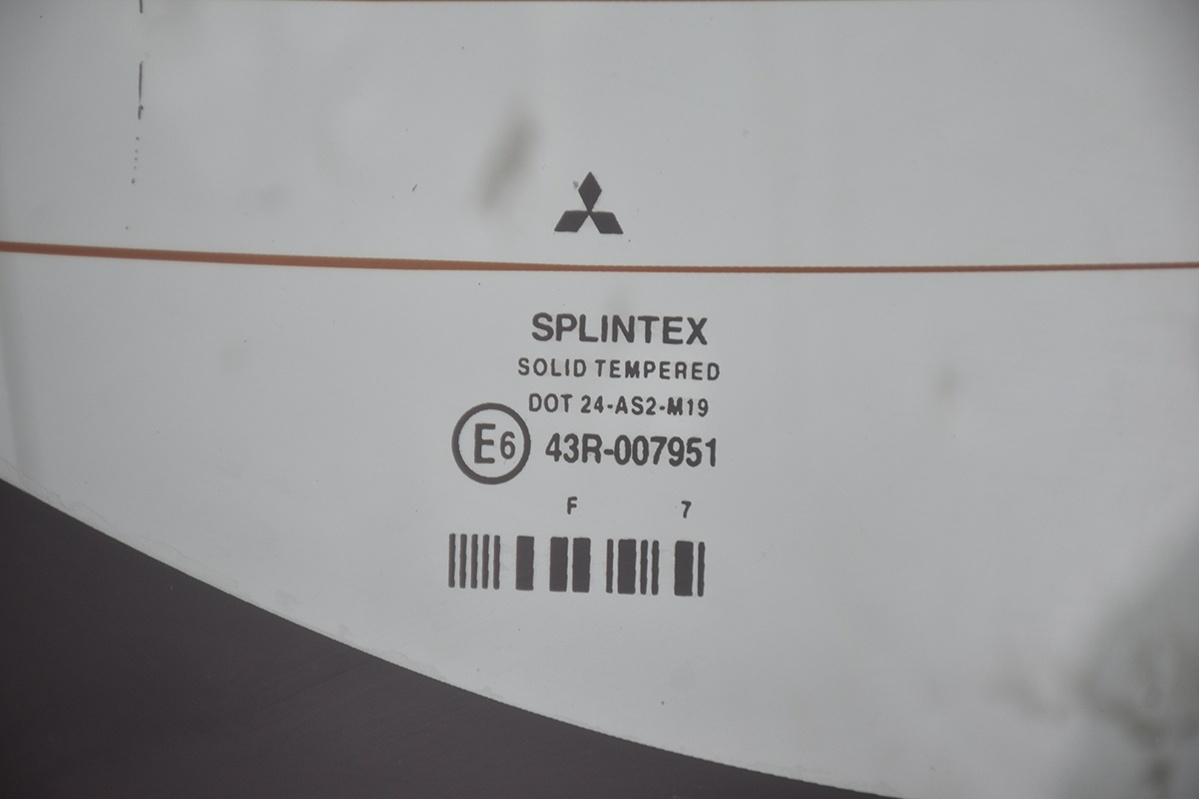 SPLINTEX
SOLID TEMPERED
DOT 24-AS2-M19
E6 43R-007951
F 7